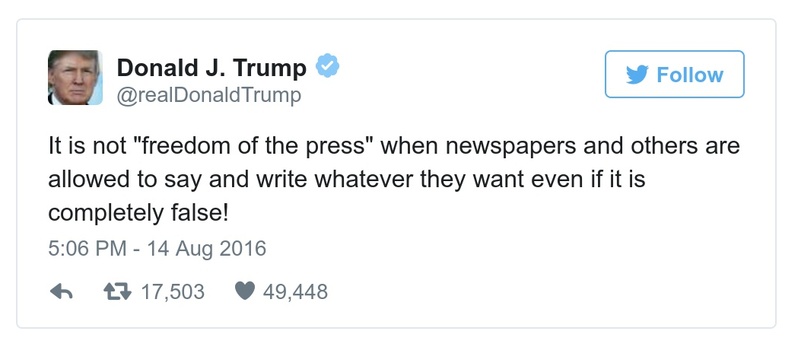 Donald J. Trump
@realDonaldTrump
Follow
It is not "freedom of the press" when newspapers and others are
allowed to say and write whatever they want even if it is
completely false!
5:06 PM - 14 Aug 2016
17,503 49,448